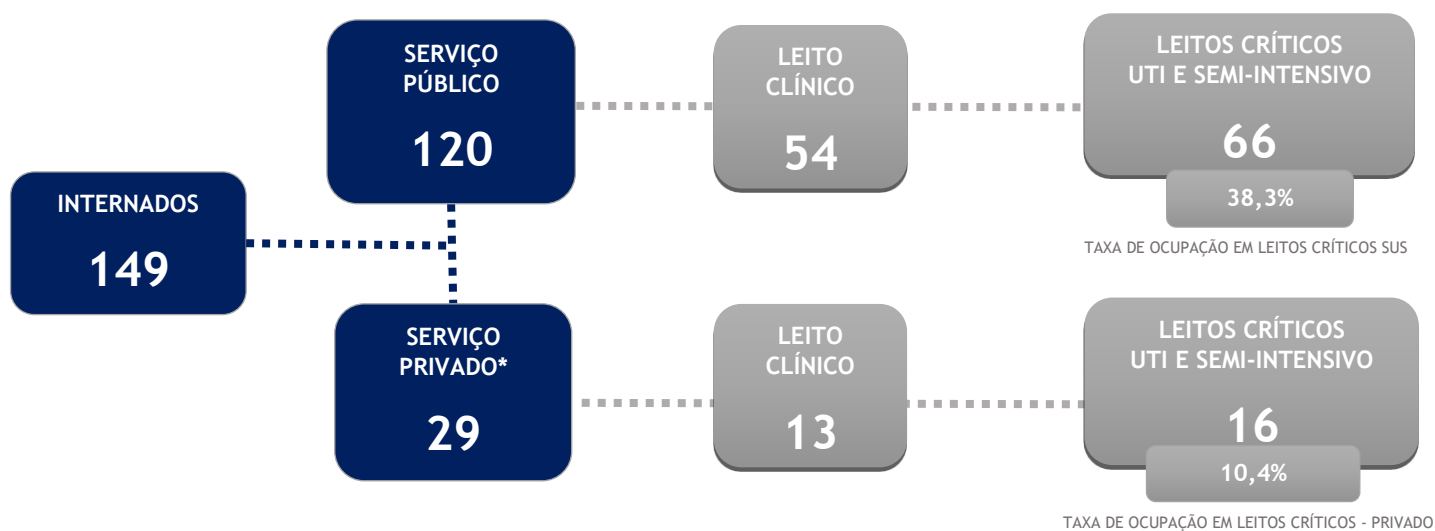 INTERNADOS
149
SERVIÇO
PÚBLICO
120
LEITO
CLÍNICO
54
LEITOS CRÍTICOS
UTI E SEMI-INTENSIVO
66
38,3%
TAXA DE OCUPAÇÃO EM LEITOS CRÍTICOS SUS
SERVIÇO
PRIVADO*
29
LEITO
CLÍNICO
13
LEITOS CRÍTICOS
UTI E SEMI-INTENSIVO
16
10,4%
TAXA DE OCUPAÇÃO EM LEITOS CRÍTICOS - PRIVADO